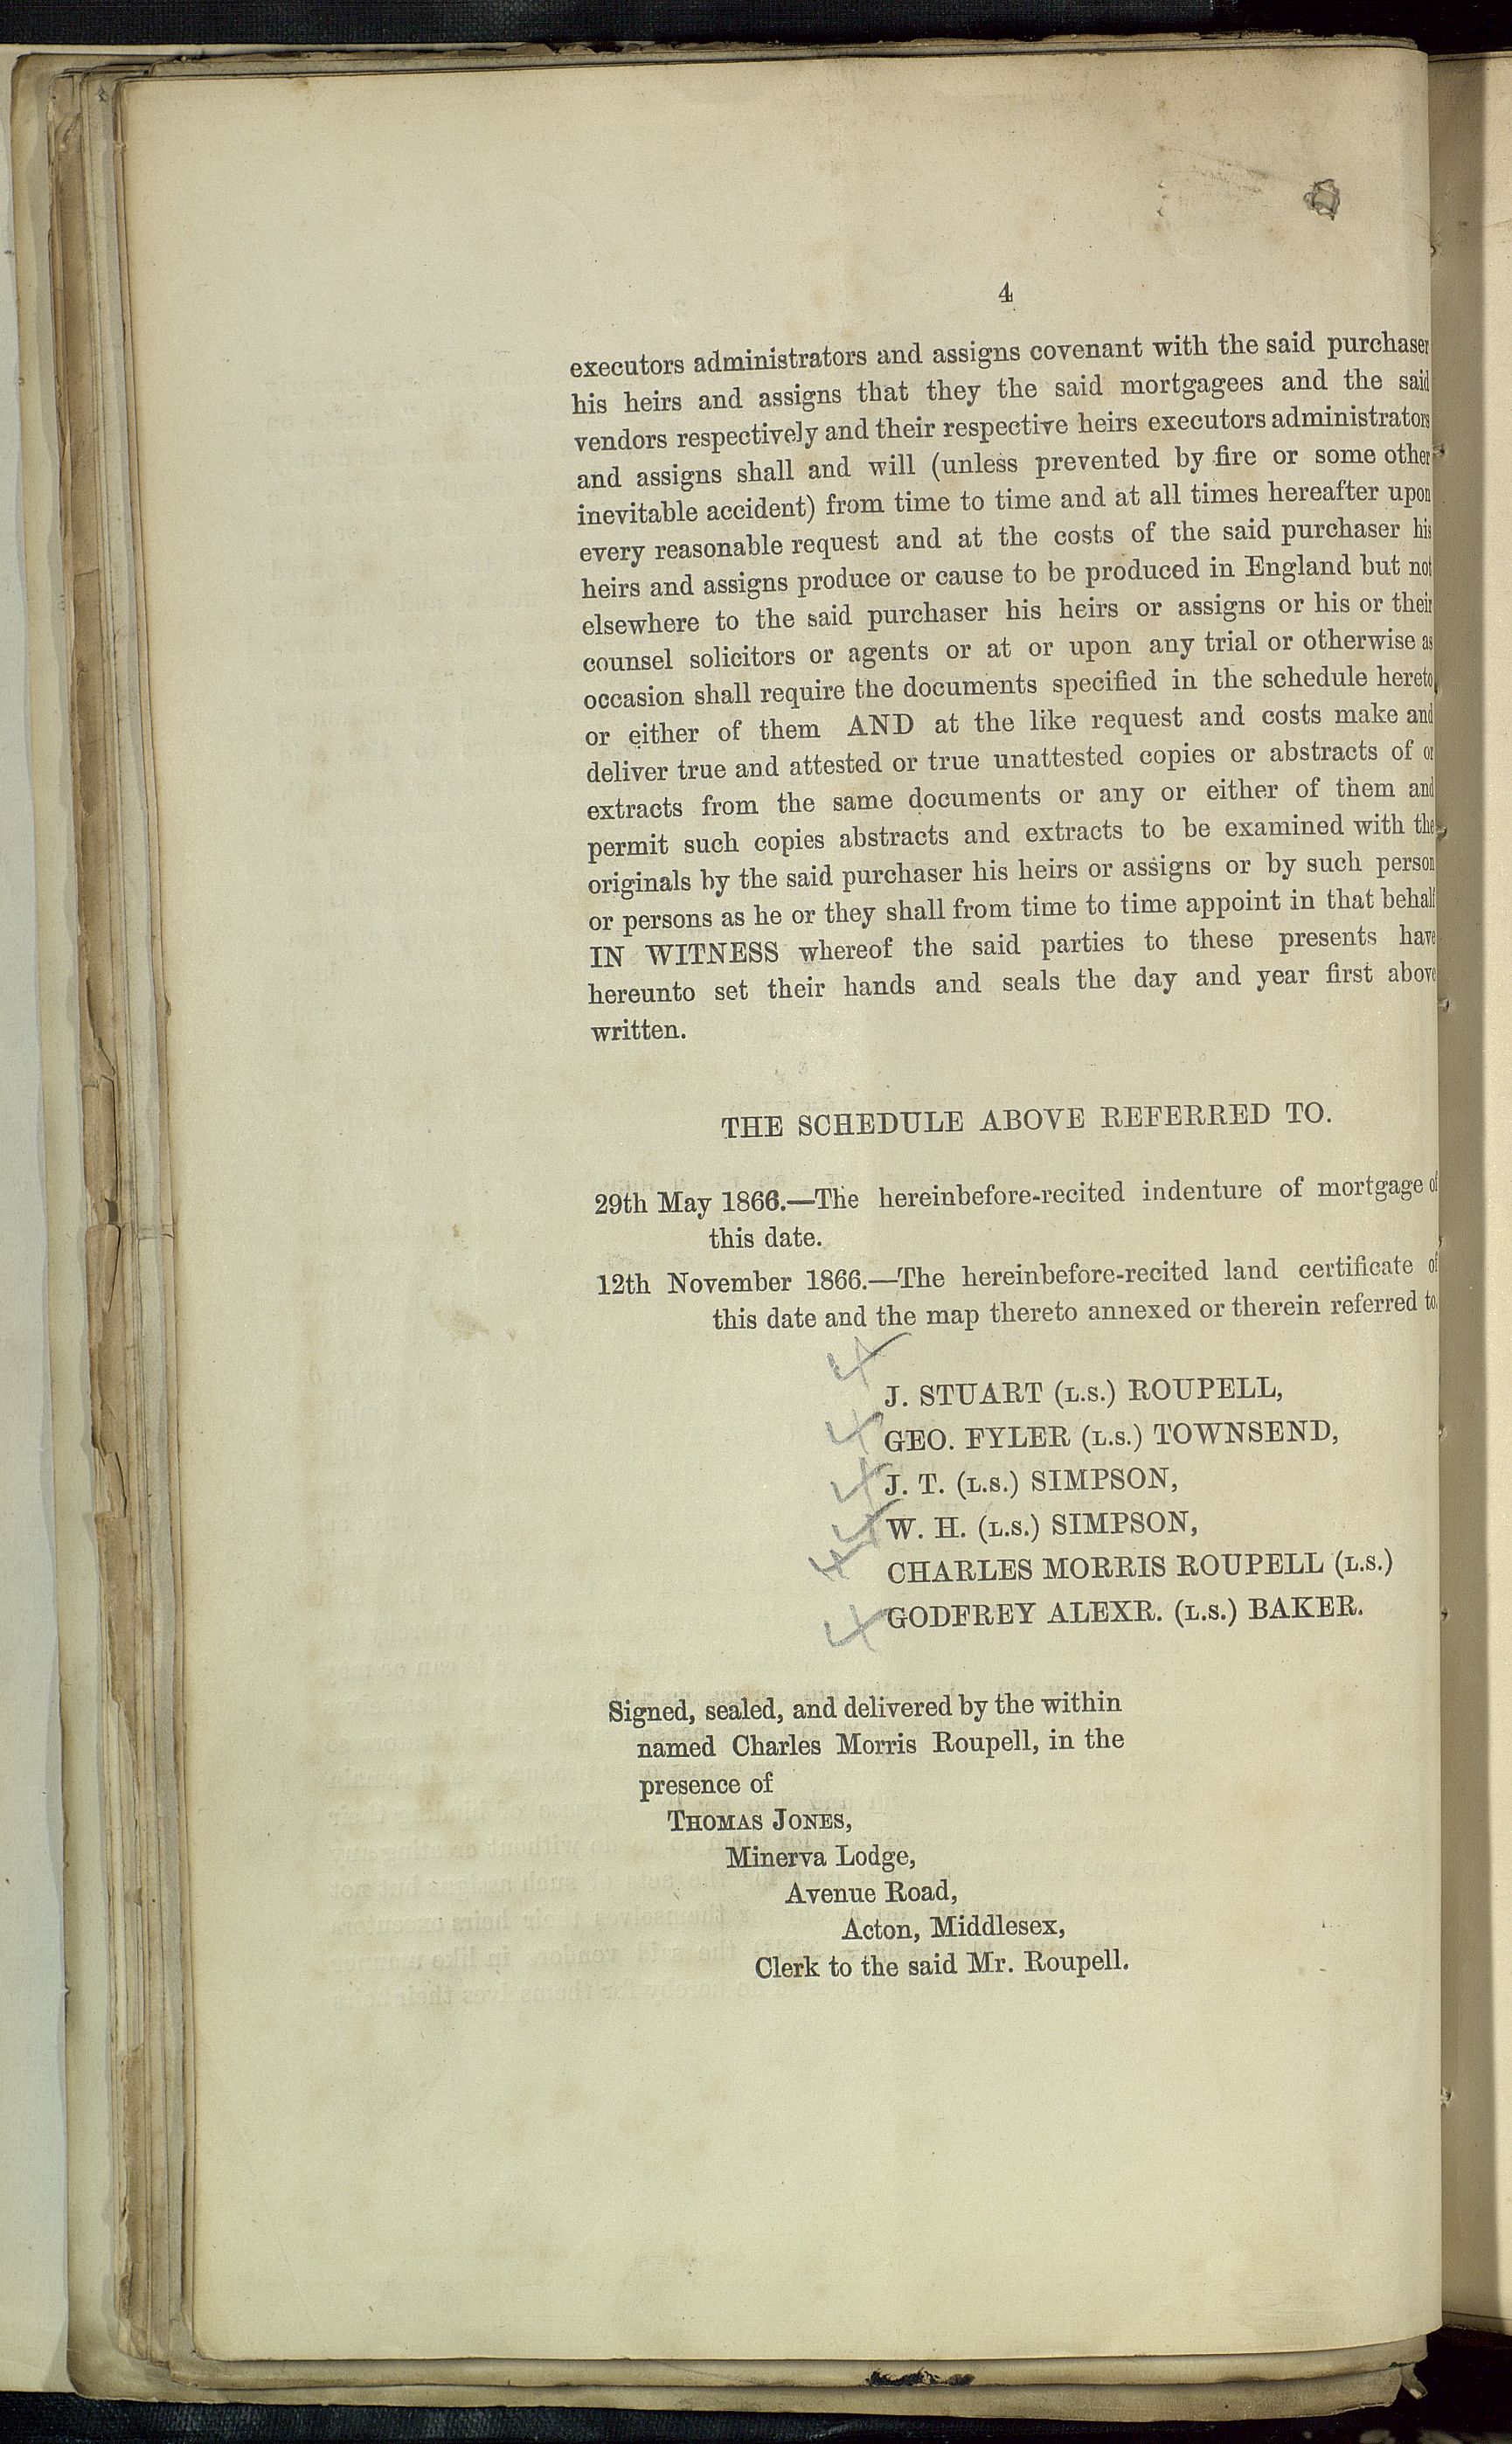 4
executors administrators and assigns covenant with the said purchaser
his heirs and assigns that they the said mortgagees and the said
vendors respectively and their respective heirs executors administrators
and assigns shall and will (unless prevented by fire or some other
inevitable accident) from time to time and at all times hereafter upon
every reasonable request and at the costs of the said purchaser his
heirs and assigns produce or cause to be produced in England but not
elsewhere to the said purchaser his heirs or assigns or his or their
counsel solicitors or agents or at or upon any trial or otherwise as
occasion shall require the documents specified in the schedule hereto
or either of them AND at the like request and costs make and
deliver true and attested or true unattested copies or abstracts of or
extracts from the same documents or any or either of them and
permit such copies abstracts and extracts to be examined with the
originals by the said purchaser his heirs or assigns or by such person
or persons as he or they shall from time to time appoint in that behalf
IN WITNESS whereof the said parties to these presents have
hereunto set their hands and seals the day and year first above
written.
THE SCHEDULE ABOVE REFERRED TO.
29th May 1866.—The hereinbefore-recited indenture of mortgage of
this date.
12th November 1866.—The hereinbefore-recited land certificate of
this date and the map thereto annexed or therein referred to.
J. STUART (L.S.) ROUPELL,
GEO. FYLER (L.S.) TOWNSEND,
J. T. (L.S.) SIMPSON,
W. H. (L.S.) SIMPSON,
CHARLES MORRIS ROUPELL (L.S.)
GODFREY ALEXR. (L.S.) BAKER.
Signed, sealed, and delivered by the within
named Charles Morris Roupell, in the
presence of
THOMAS JONES,
Minerva Lodge,
Avenue Road,
Acton, Middlesex,
Clerk to the said Mr. Roupell.